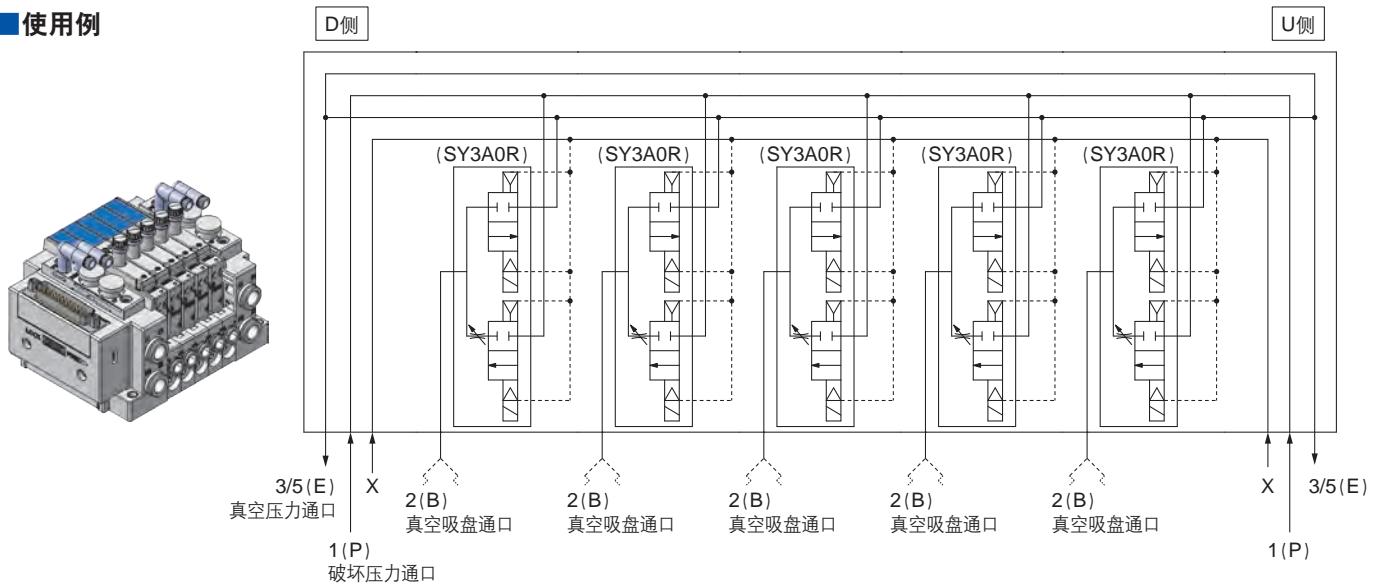 使用例
D侧
U侧
(SY3A0R)
(SY3A0R)
(SY3A0R)
(SY3A0R)
(SY3A0R)
3/5(E)
真空压力通口
X
1(P)
破坏压力通口
2(B)
真空吸盘通口
2(B)
真空吸盘通口
2(B)
真空吸盘通口
2(B)
真空吸盘通口
2(B)
真空吸盘通口
X
3/5(E)
1(P)